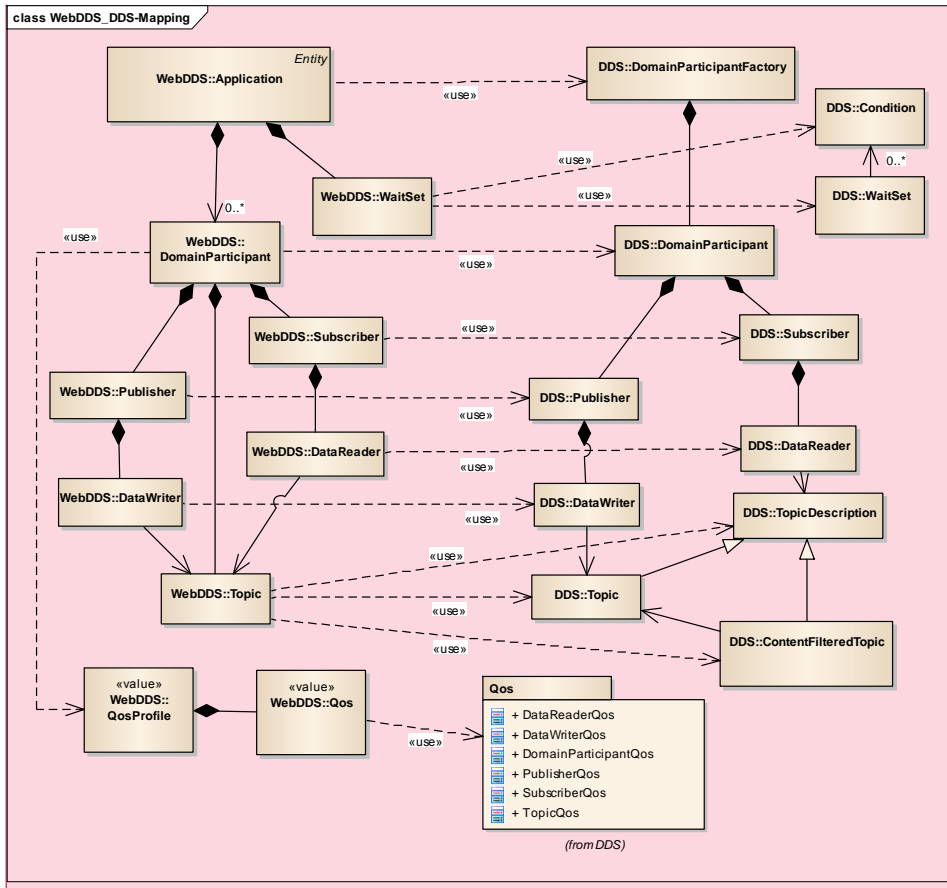 class WebDDS_DDS-Mapping
Entity
WebDDS::Application
DDS::DomainParticipantFactory
«use»
DDS::Condition
«use»
0..*
WebDDS::WaitSet
«use»
DDS::WaitSet
0..*
«use»
WebDDS::
DomainParticipant
DDS::DomainParticipant
«use»
WebDDS::Subscriber
«use»
DDS::Subscriber
WebDDS::Publisher
DDS::Publisher
«use»
WebDDS::DataReader
DDS::DataReader
«use»
WebDDS::DataWriter
DDS::DataWriter
«use»
DDS::TopicDescription
«use»
WebDDS::Topic
DDS::Topic
«use»
«use»
DDS::ContentFilteredTopic
«value»
WebDDS::
QosProfile
«value»
WebDDS::Qos
«use»
Qos
+ DataReaderQos
+ DataWriterQos
+ DomainParticipantQos
+ PublisherQos
+ SubscriberQos
+ TopicQos
(from DDS)